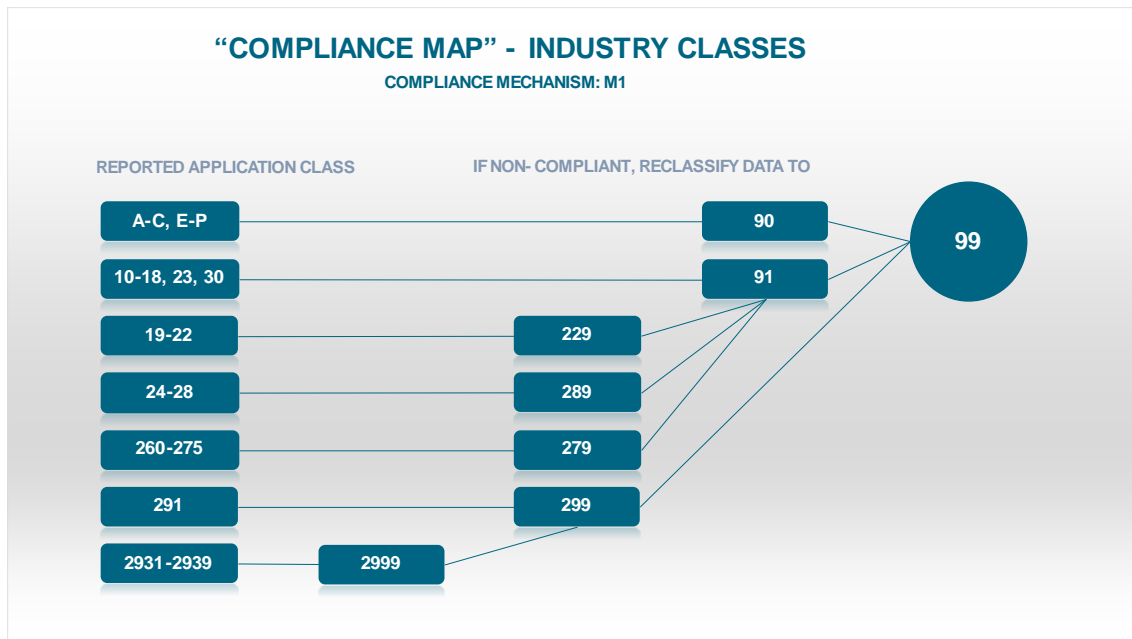 “COMPLIANCE MAP” - INDUSTRY CLASSES
COMPLIANCE MECHANISM: M1
REPORTED APPLICATION CLASS
IF NON- COMPLIANT, RECLASSIFY DATA TO
A-C, E-P
90
99
10-18, 23, 30
91
19-22
229
24-28
289
260-275
279
291
299
2931-2939
2999